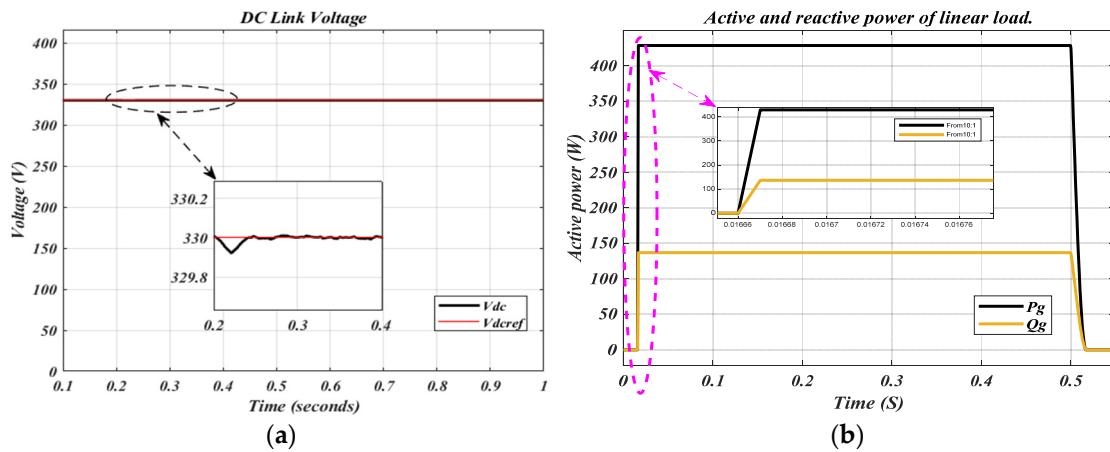 DC Link Voltage
400
350
300
250
200
150
100
50
0
Voltage (V)
330.2
330
329.8
0.2 0.3 0.4
Vdc
Vdcref
0.1 0.2 0.3 0.4 0.5 0.6 0.7 0.8 0.9 1
Time (seconds)
(a)
Active and reactive power of linear load.
400
350
300
250
200
150
100
50
0
Active power (W)
400
300
200
100
0
From10:1
From10:1
0.01666 0.01668 0.0167 0.01672 0.01674 0.01676
Pg
Qg
0 0.1 0.2 0.3 0.4 0.5
Time (S)
(b)